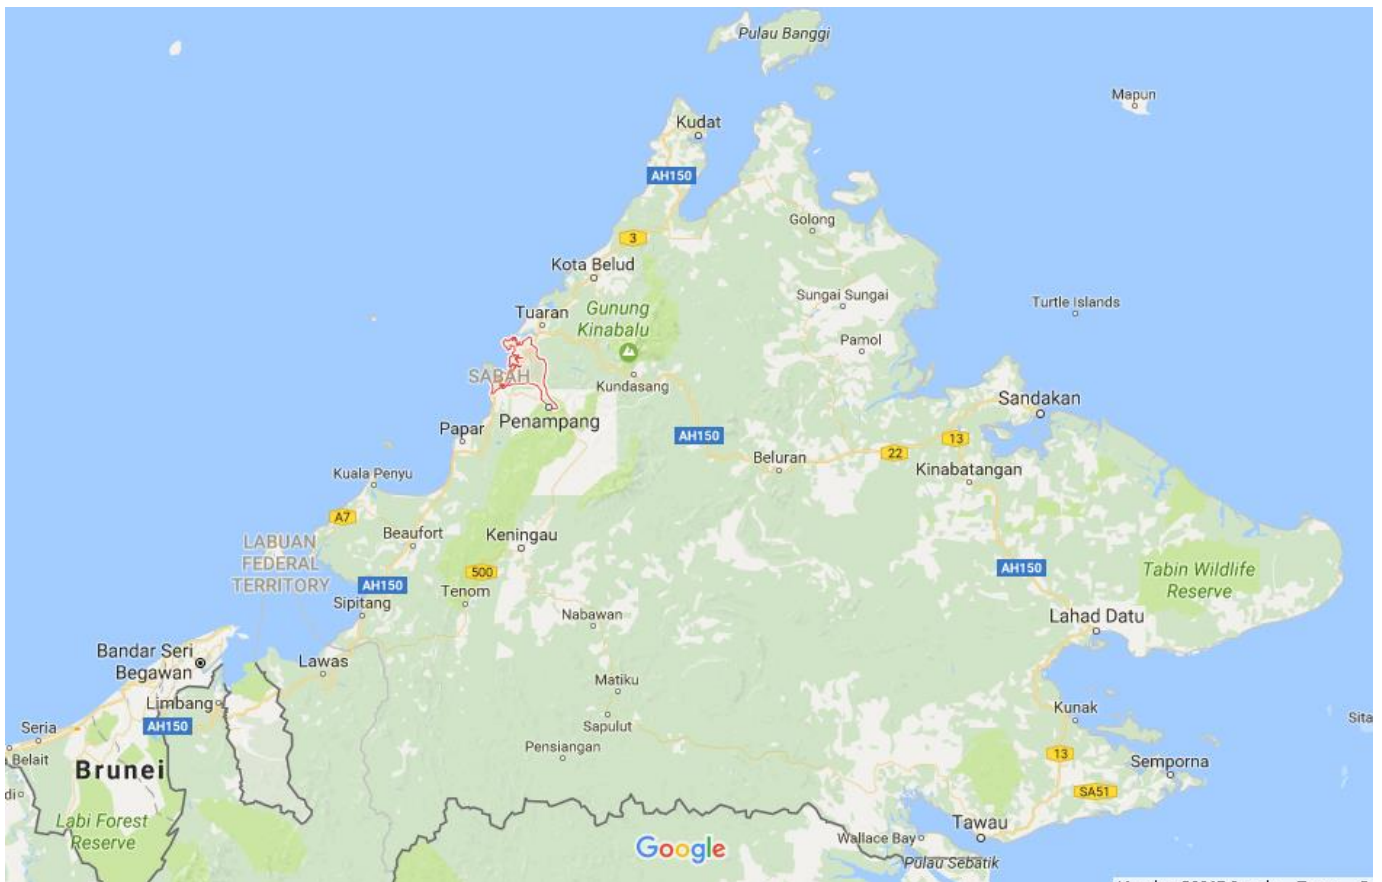 Pulau Banggi
Mapun
Kudat
AH150
Golong
3
Kota Belud
Sungai Sungai
Turtle Islands
Tuaran
Gunung
Kinabalu
Pamol
SABAH
Kundasang
Sandakan
Penampang
Papar
AH150
13
22
Beluran
Kinabatangan
Kuala Penyu
A7
Beaufort
Keningau
LABUAN
FEDERAL
TERRITORY
AH150
500
AH150
Tabin Wildlife
Reserve
Tenom
Sipitang
Nabawan
Lahad Datu
Bandar Seri
Begawan
Lawas
Matiku
Limbang
Kunak
Sita
Seria
AH150
Sapulut
Pensiangan
Belait
Brunei
13
Semporna
di
SA51
Labi Forest
Reserve
Google
Wallace Bay
Tawau
Pulau Sebatik